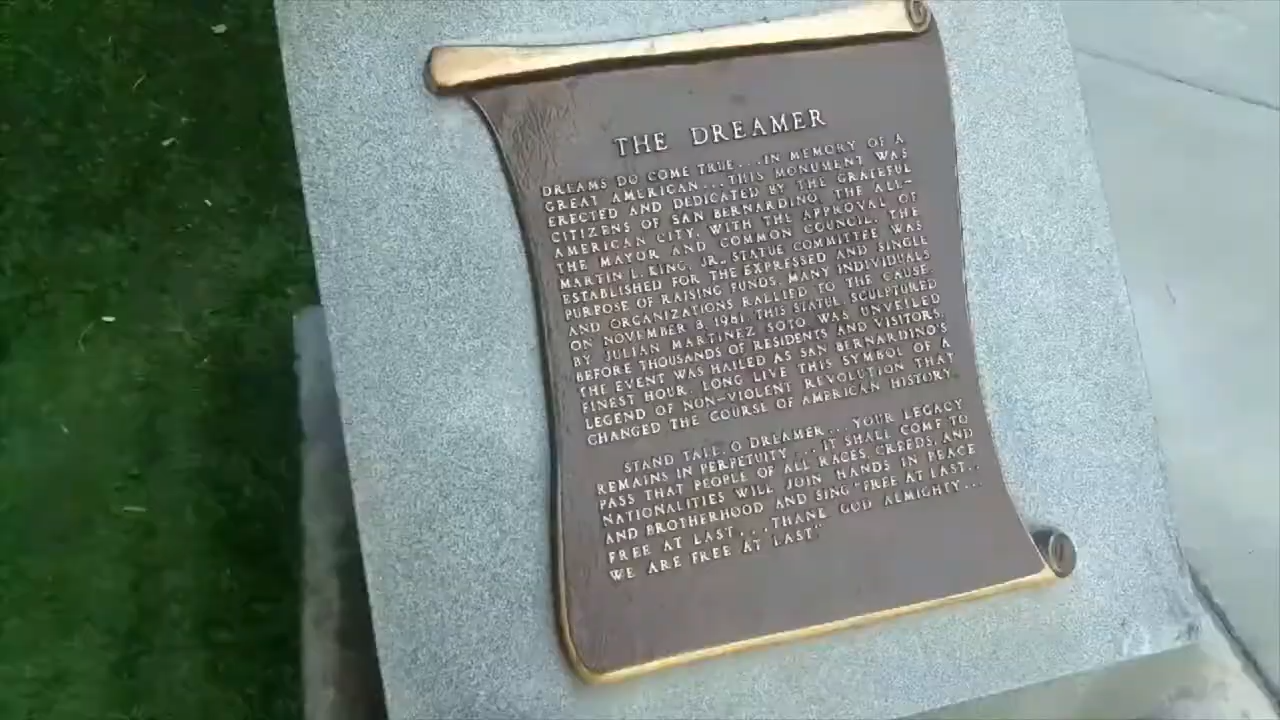 THE DREAMER
DREAMS DO COME TRUE...IN MEMORY OF A
GREAT AMERICAN...THIS MONUMENT WAS
ERECTED AND DEDICATED BY THE GRATEFUL
CITIZENS OF SAN BERNARDINO, THE ALL-
AMERICAN CITY, WITH THE APPROVAL OF
THE MAYOR AND COMMON COUNCIL. THE
MARTIN L. KING, JR., STATUE COMMITTEE WAS
ESTABLISHED FOR THE EXPRESSED AND SINGLE
PURPOSE OF RAISING FUNDS. MANY INDIVIDUALS
AND ORGANIZATIONS RALLIED TO THE CAUSE.
ON NOVEMBER 8, 1981, THIS STATUE, SCULPTURED
BY JULIAN MARTINEZ SOTO WAS UNVEILED
BEFORE THOUSANDS OF RESIDENTS AND VISITORS.
THE EVENT WAS HAILED AS SAN BERNARDINO'S
FINEST HOUR. LONG LIVE THIS SYMBOL OF A
LEGEND OF NON-VIOLENT REVOLUTION THAT
CHANGED THE COURSE OF AMERICAN HISTORY.
STAND TALL, O DREAMER...YOUR LEGACY
REMAINS IN PERPETUITY...IT SHALL COME TO
PASS THAT PEOPLE OF ALL RACES, CREEDS, AND
NATIONALITIES WILL JOIN HANDS IN PEACE
AND BROTHERHOOD AND SING "FREE AT LAST...
FREE AT LAST...THANK GOD ALMIGHTY...
WE ARE FREE AT LAST"